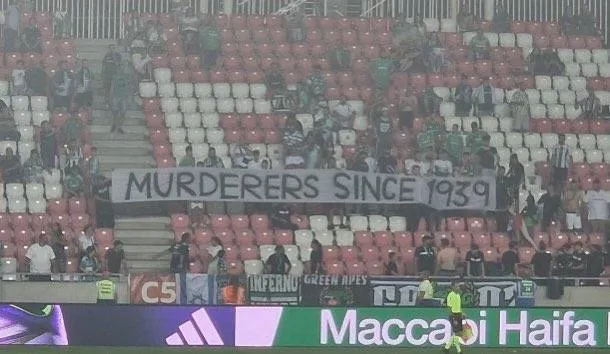 MURDERERS SINCE 1939
C5
INFERNO
GREEN APES
Maccabi Haifa